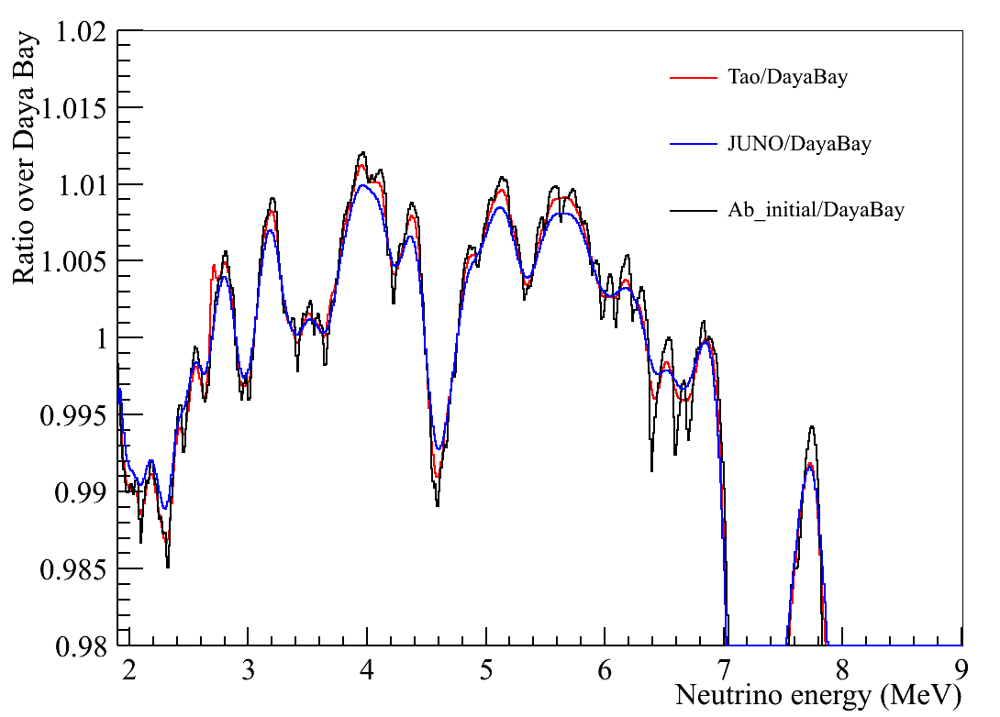 Ratio over Daya Bay
1.02
1.015
1.01
1.005
1
0.995
0.99
0.985
0.98
Tao/DayaBay
JUNO/DayaBay
Ab_initial/DayaBay
2 3 4 5 6 7 8 9
Neutrino energy (MeV)